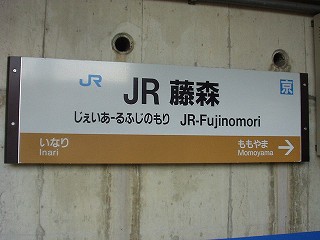 JR
JR 藤森
京
じぇいあーるふじのもり JR-Fujinomori
いなり ももやま
Inari Momoyama